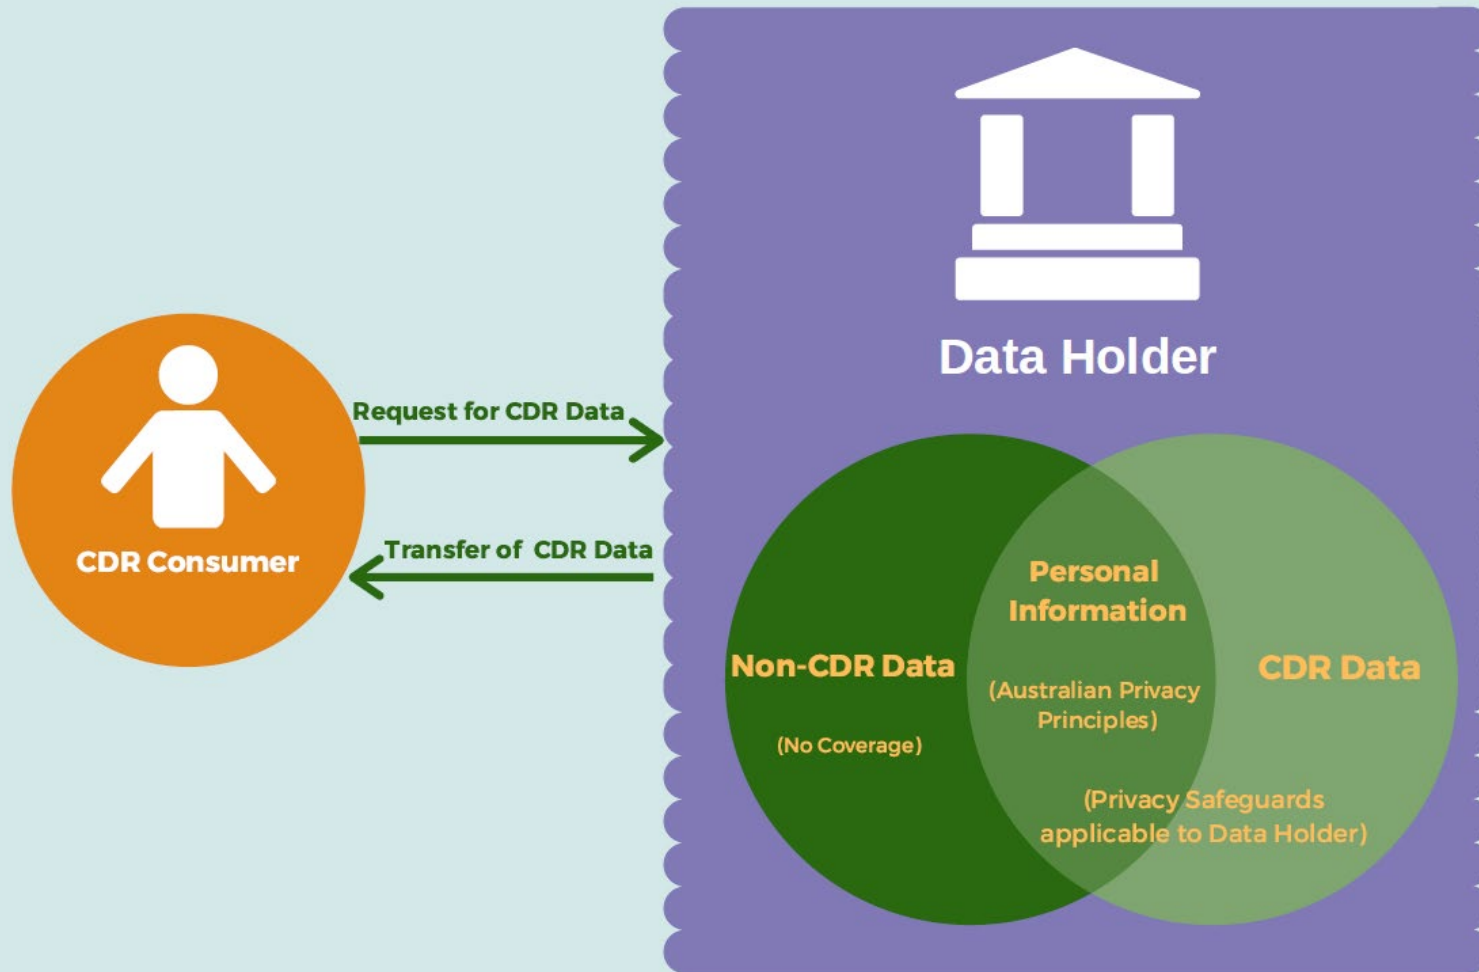 Data Holder
Request for CDR Data
Transfer of CDR Data
CDR Consumer
Personal
Information
Non-CDR Data
CDR Data
(Australian Privacy
Principles)
(No Coverage)
(Privacy Safeguards
applicable to Data Holder)